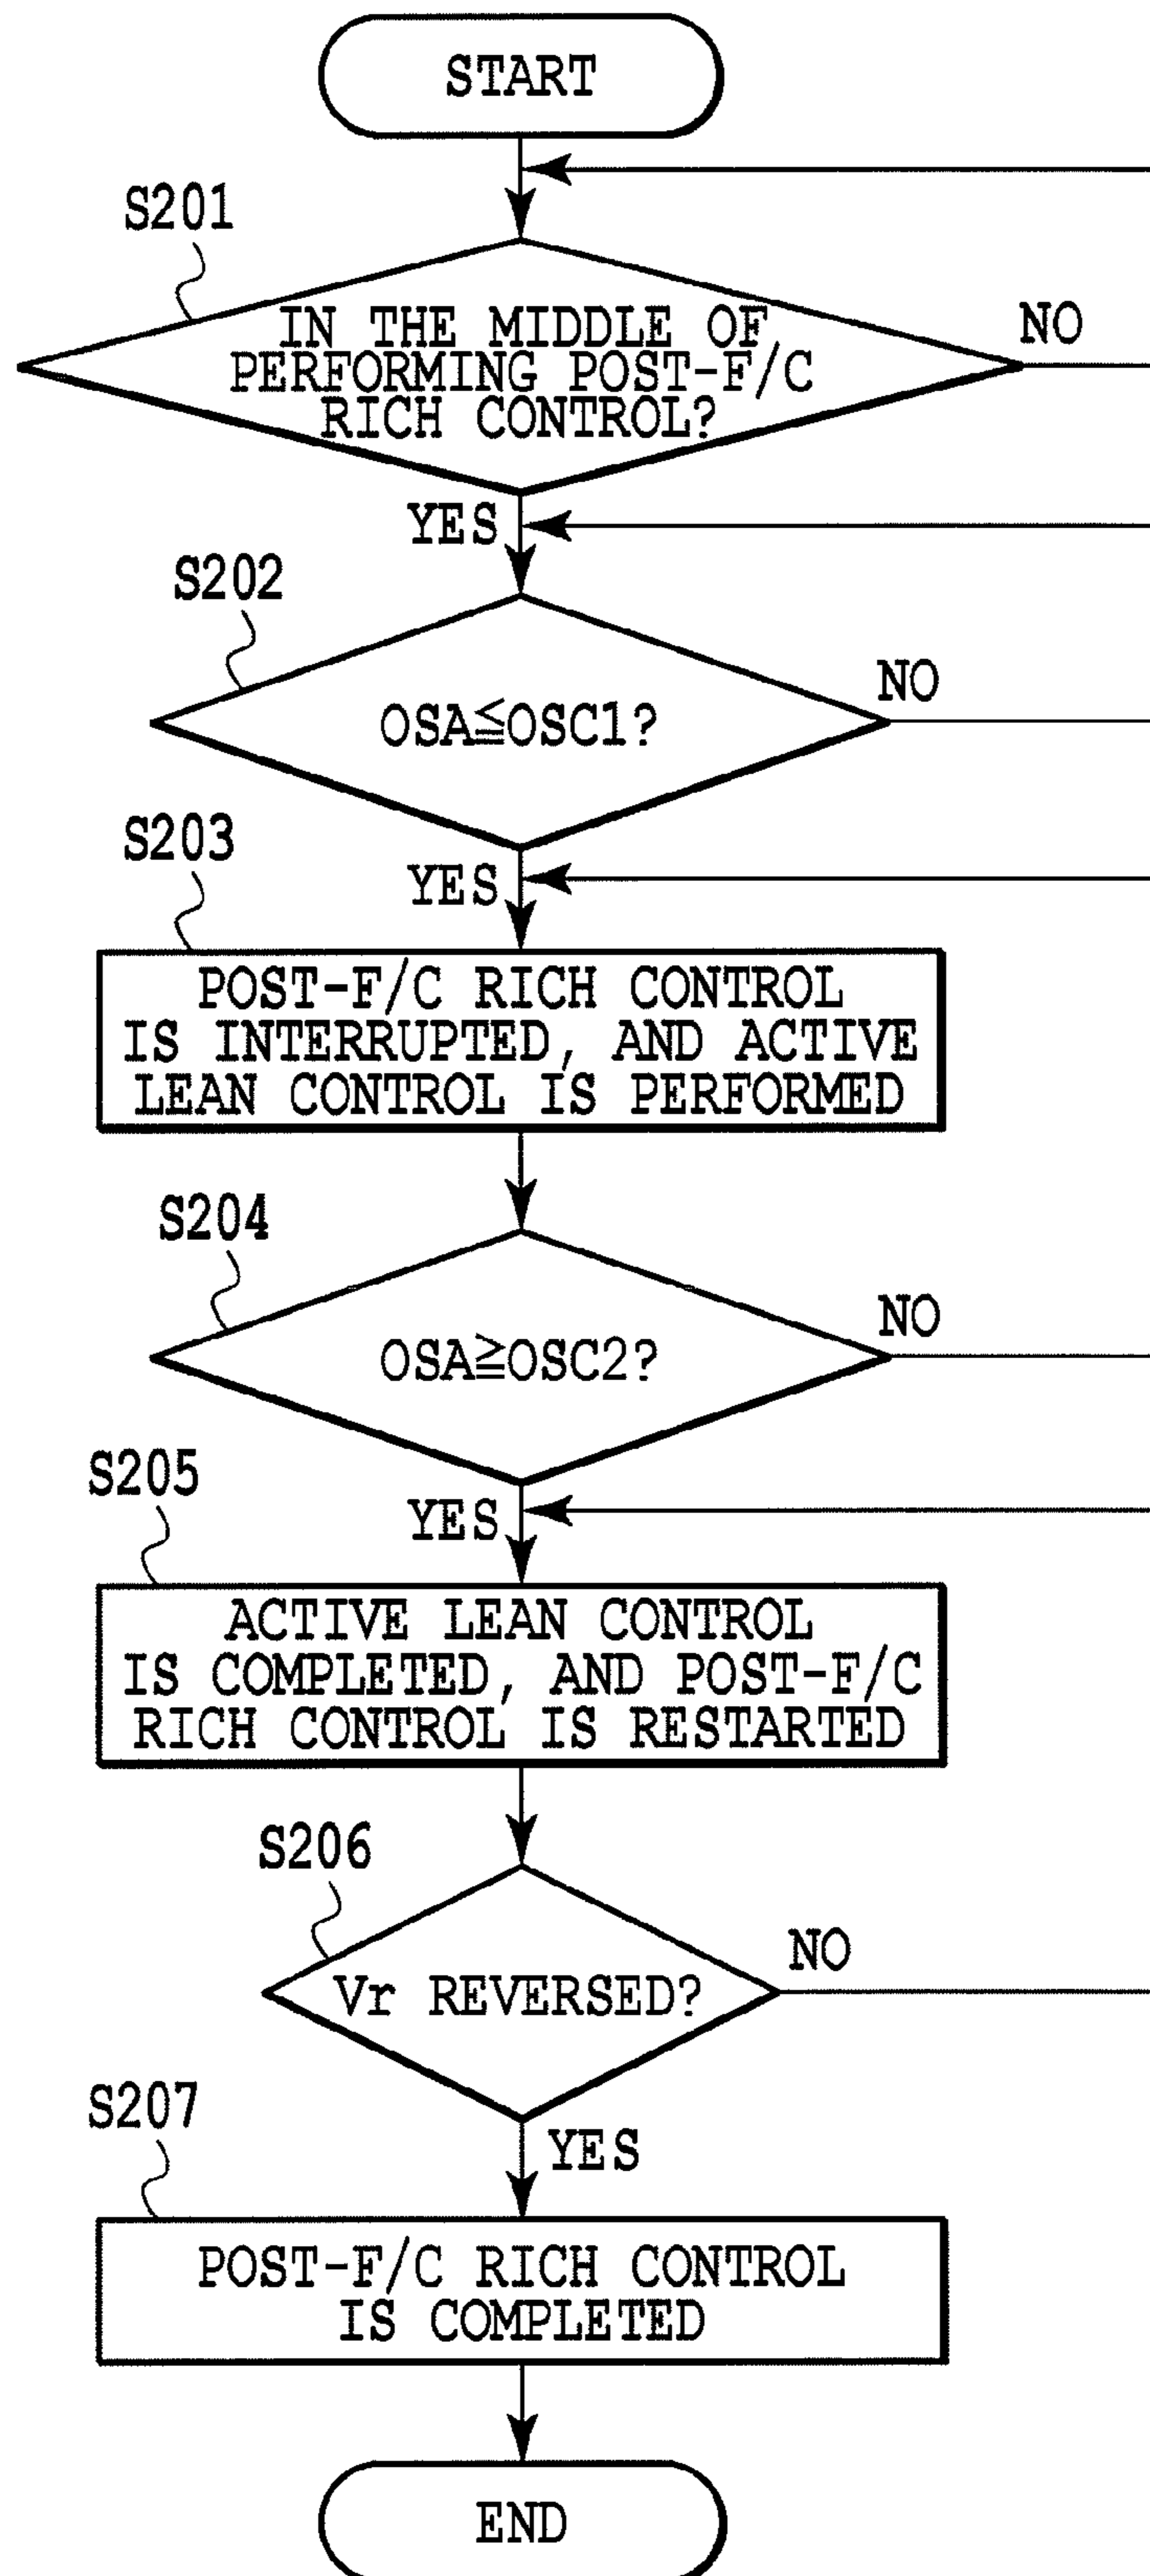 START
S201
IN THE MIDDLE OF
PERFORMING POST-F/C
RICH CONTROL?
NO
YES
S202
OSA≦OSC1?
NO
S203
YES
POST-F/C RICH CONTROL
IS INTERRUPTED, AND ACTIVE
LEAN CONTROL IS PERFORMED
S204
OSA≧OSC2?
NO
S205
YES
ACTIVE LEAN CONTROL
IS COMPLETED, AND POST-F/C
RICH CONTROL IS RESTARTED
S206
Vr REVERSED?
NO
S207
YES
POST-F/C RICH CONTROL
IS COMPLETED
END